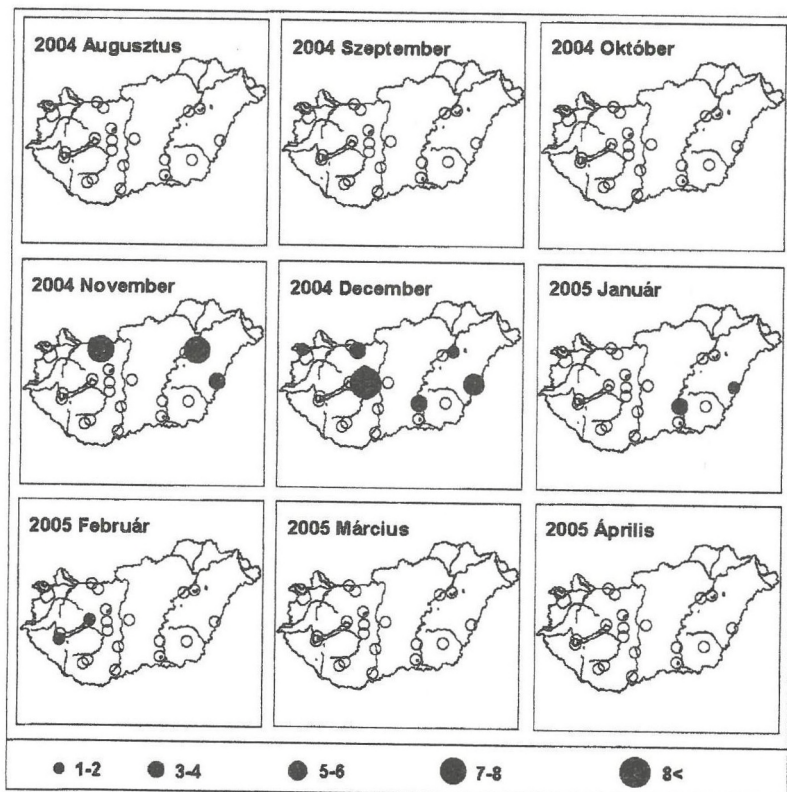 2004 Augusztus
2004 Szeptember
2004 Október
2004 November
2004 December
2005 Január
2005 Február
2005 Március
2005 Április
1-2
3-4
5-6
7-8
8<